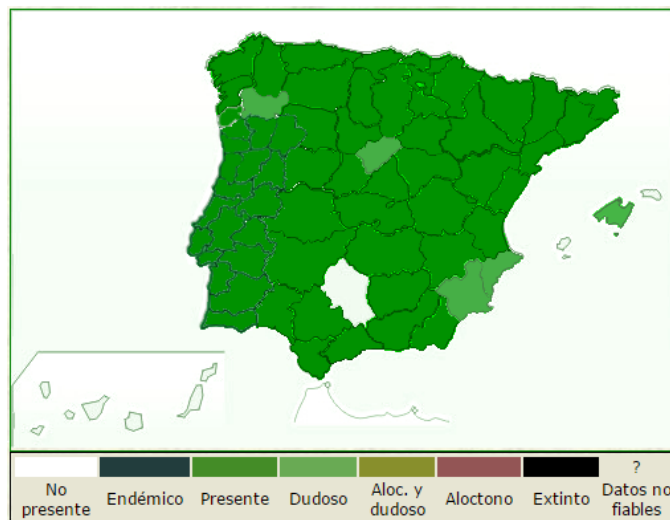 ?
No presente
Endémico
Presente
Dudoso
Aloc. y dudoso
Aloctono
Extinto
Datos no fiables